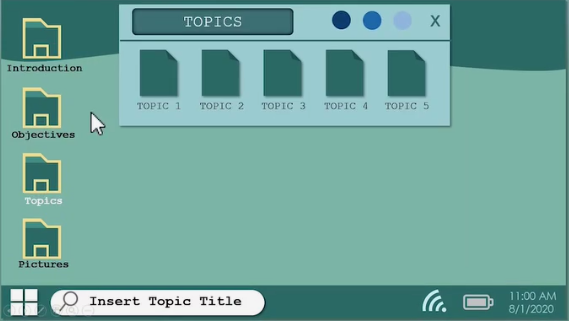 TOPICS
X
Introduction
TOPIC 1 TOPIC 2 TOPIC 3 TOPIC 4 TOPIC 5
Objectives
Topics
Pictures
Insert Topic Title
11:00 AM
8/1/2020